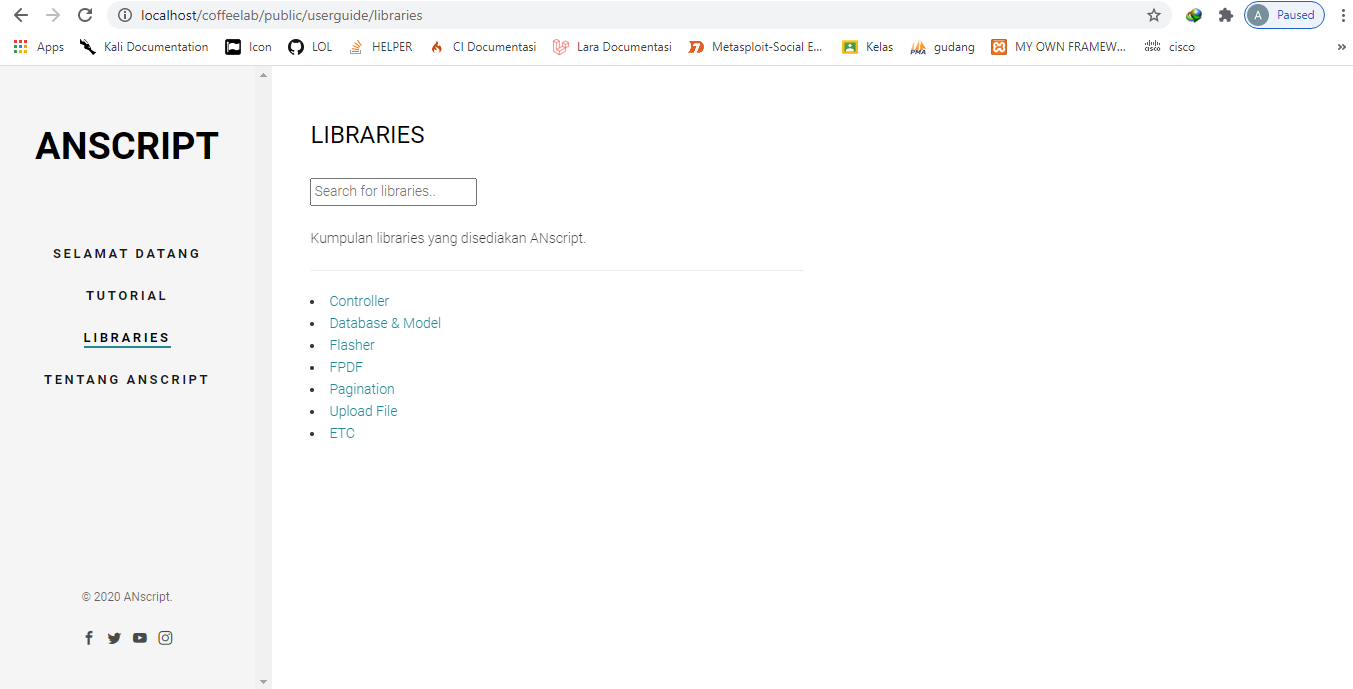 localhost/coffeelab/public/userguide/libraries
A Paused
Apps Kali Documentation Icon LOL HELPER CI Documentasi Lara Documentasi Metasploit-Social E... Kelas PMA gudang MY OWN FRAMEW... cisco cisco »
ANSCRIPT
SELAMAT DATANG
TUTORIAL
LIBRARIES
TENTANG ANSCRIPT
© 2020 ANscript.
LIBRARIES
Search for libraries..
Kumpulan libraries yang disediakan ANscript.
• Controller
• Database & Model
• Flasher
• FPDF
• Pagination
• Upload File
• ETC